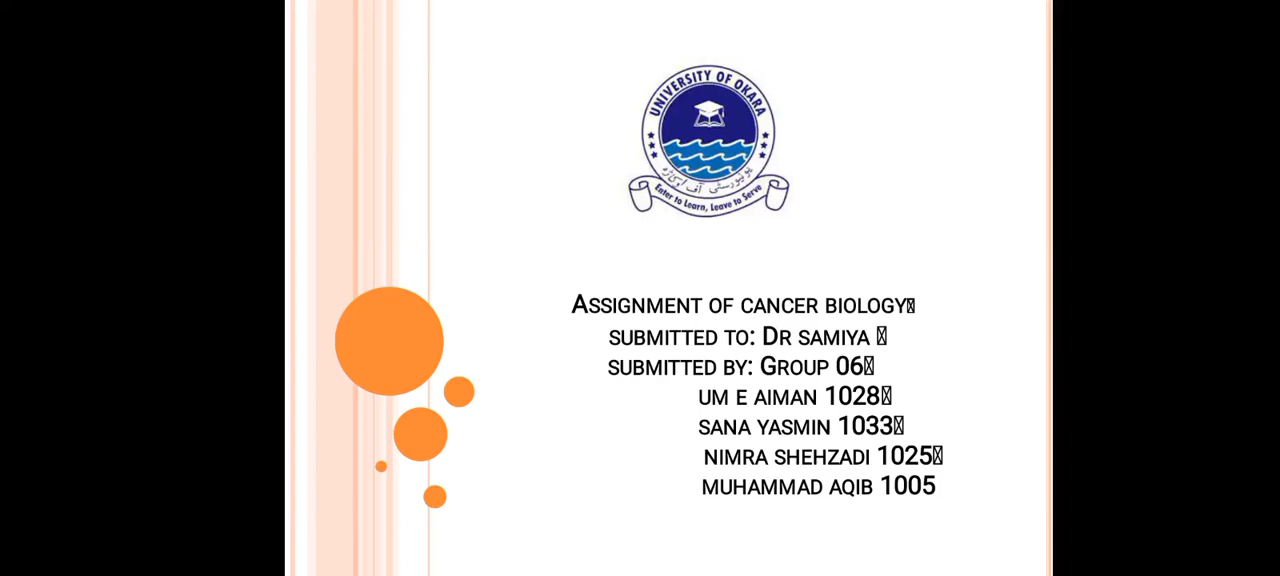 UNIVERSITY OF OKARA
یونیورسٹی آف اوکاڑہ
Enter to Learn, Leave to Serve
ASSIGNMENT OF CANCER BIOLOGY
SUBMITTED TO: DR SAMIYA
SUBMITTED BY: GROUP 06
UM E AIMAN 1028
SANA YASMIN 1033
NIMRA SHEHZADI 1025
MUHAMMAD AQIB 1005